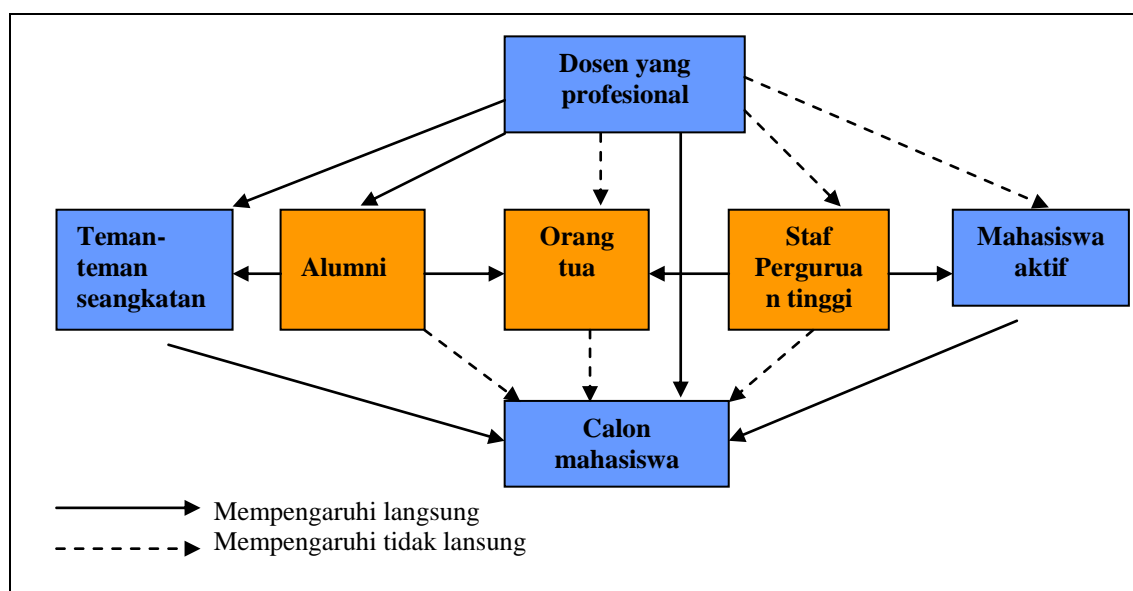 Dosen yang
profesional
Teman-
teman
seangkatan
Alumni
Orang
tua
Staf
Pergurua
n tinggi
Mahasiswa
aktif
Calon
mahasiswa
Mempengaruhi langsung
Mempengaruhi tidak lansung